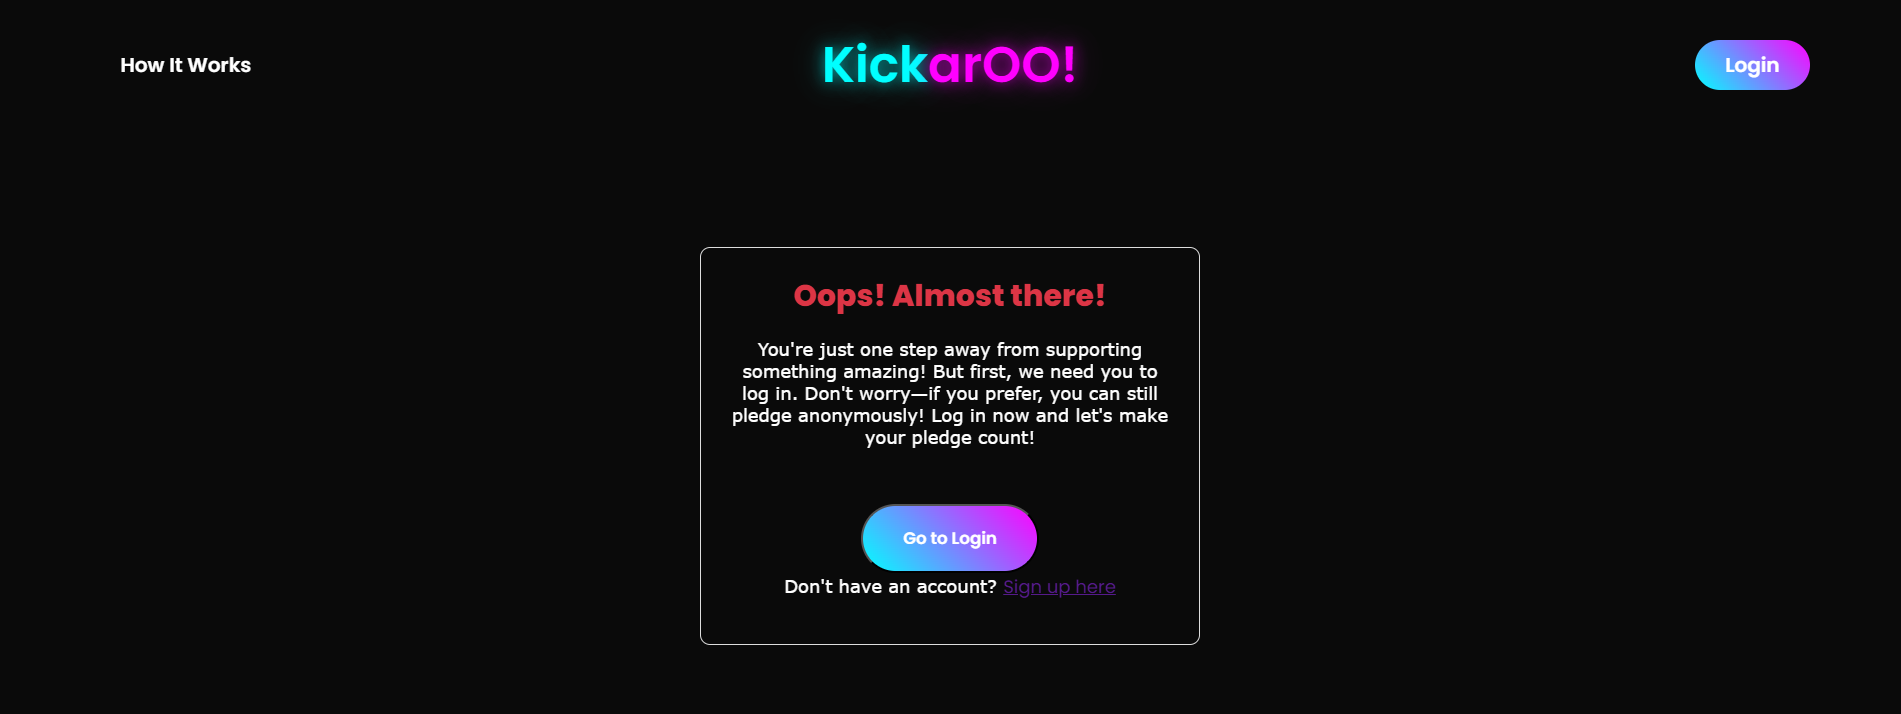 How It Works
KickarOO!
Login
Oops! Almost there!
You're just one step away from supporting
something amazing! But first, we need you to
log in. Don't worry—if you prefer, you can still
pledge anonymously! Log in now and let's make
your pledge count!
Go to Login
Don't have an account? Sign up here